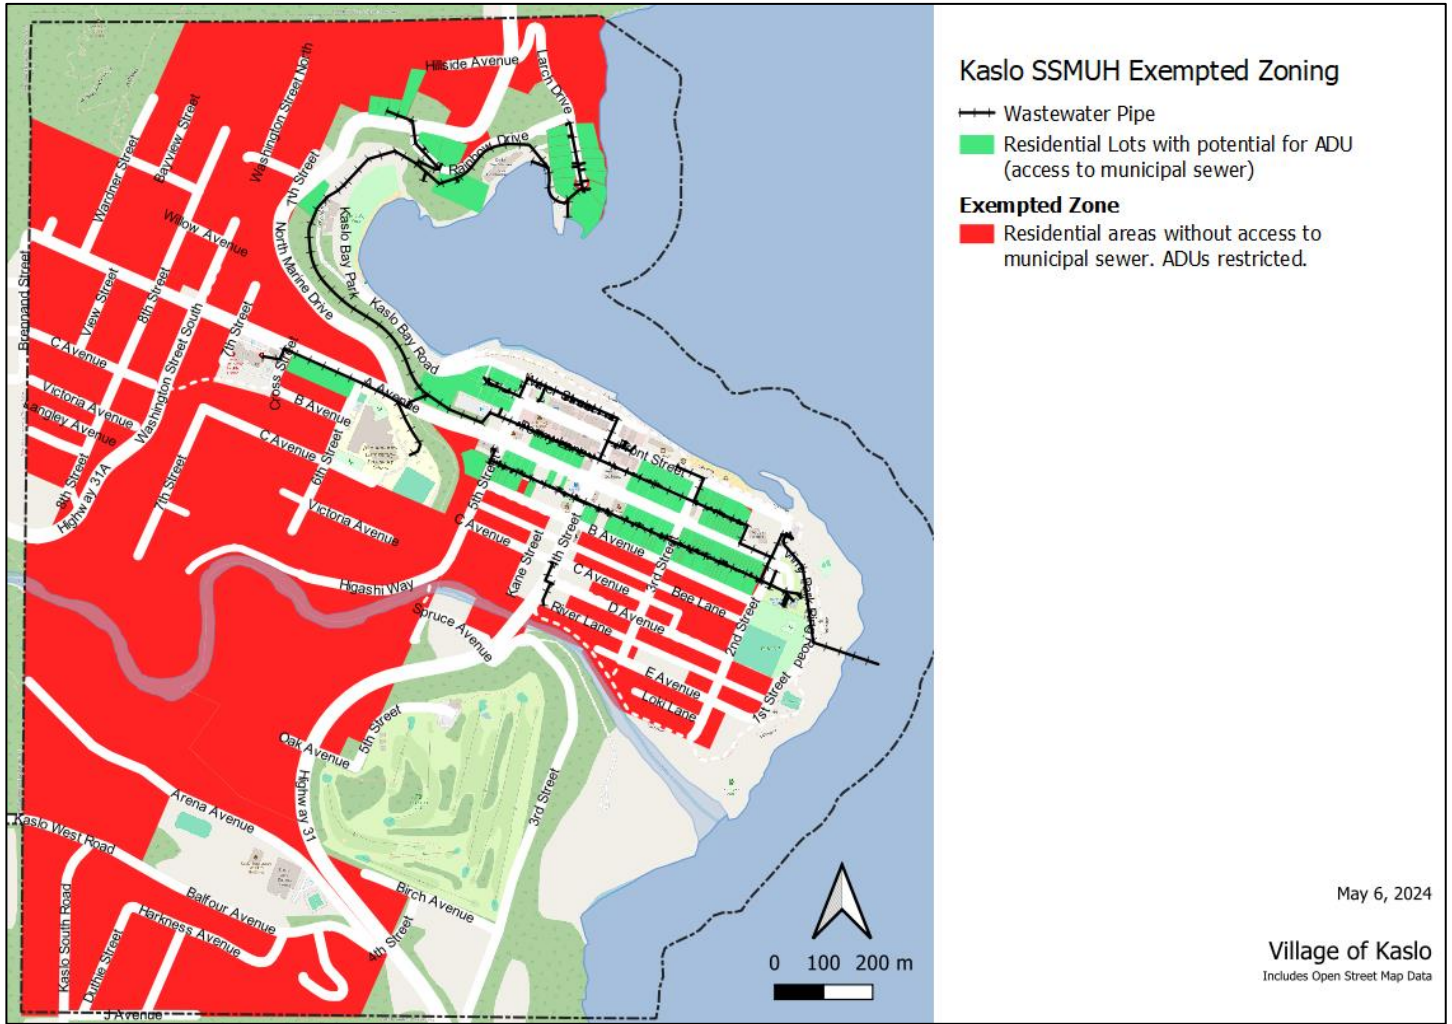 Kaslo SSMUH Exempted Zoning
Wastewater Pipe
Residential Lots with potential for ADU
(access to municipal sewer)
Exempted Zone
Residential areas without access to
municipal sewer. ADUs restricted.
Hillside Avenue
Larch Drive
Washington Street North
Bayview Street
Wardner Street
Rainbow Drive
7th Street
Willow Avenue
Kaslo Bay Park
North Marine Drive
Brennand Street
View Street
8th Street
Washington Street South
7th Street
Kaslo Bay Road
C Avenue
Cross Street
A Avenue
Water Street
Victoria Avenue
B Avenue
Langley Avenue
Front Street
C Avenue
6th Street
5th Street
8th Street
Highway 31A
7th Street
Victoria Avenue
C Avenue
4th Street
B Avenue
Kane Street
3rd Street
C Avenue
Bee Lane
Higashi Way
D Avenue
River Lane
2nd Street
Spruce Avenue
E Avenue
Loki Lane
1st Street
5th Street
Oak Avenue
Highway 31
3rd Street
Arena Avenue
Kaslo West Road
Birch Avenue
Balfour Avenue
Harkness Avenue
4th Street
Kaslo South Road
Duthie Street
J Avenue
0 100 200 m
May 6, 2024
Village of Kaslo
Includes Open Street Map Data